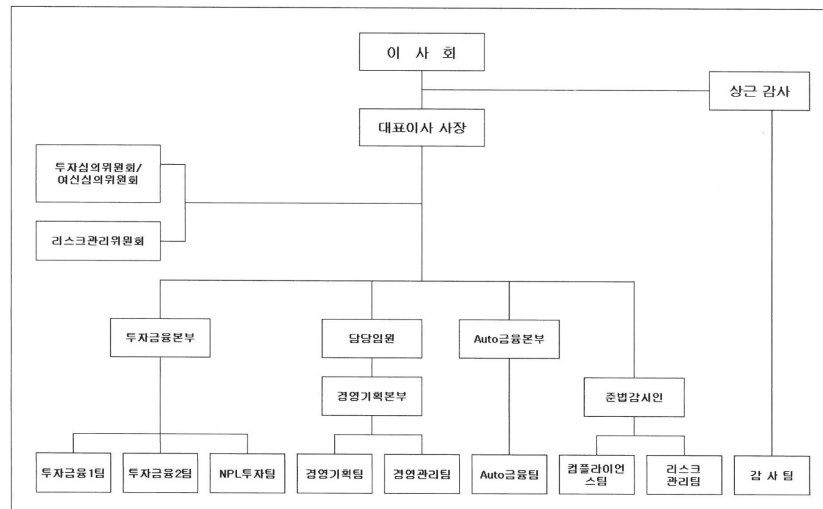 이 사 회
상근 감사
대표이사 사장
투자심의위원회/
여신심의위원회
리스크관리위원회
투자금융본부
담당임원
Auto금융본부
경영기획본부
준법감시인
투자금융1팀
투자금융2팀
NPL투자팀
경영기획팀
경영관리팀
Auto금융팀
컴플라이언
스팀
리스크
관리팀
감 사 팀